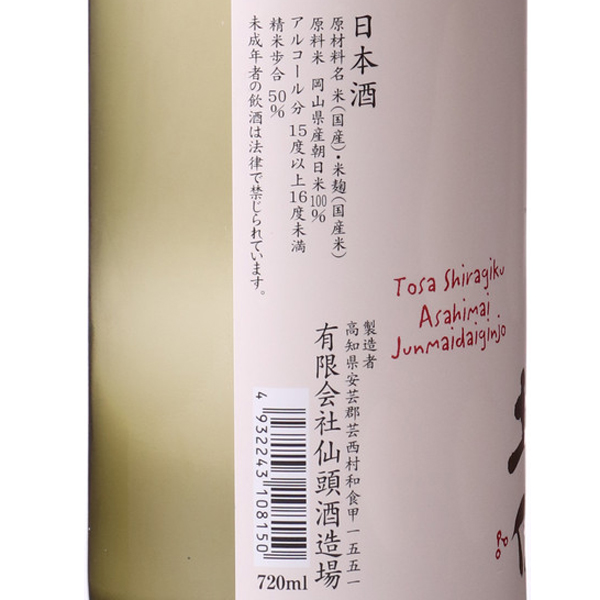 日本酒
原材料名 米(国産)・米麹(国産米)
原料米 岡山県産朝日米100%
アルコール分 15度以上16度未満
精米歩合 50%
未成年者の飲酒は法律で禁じられています。
Tosa Shiragiku
Asahimai
Junmaidaiginjo
製造者
高知県安芸郡芸西村和食甲一五五一
有限会社仙頭酒造場
4 932243 108150
720ml